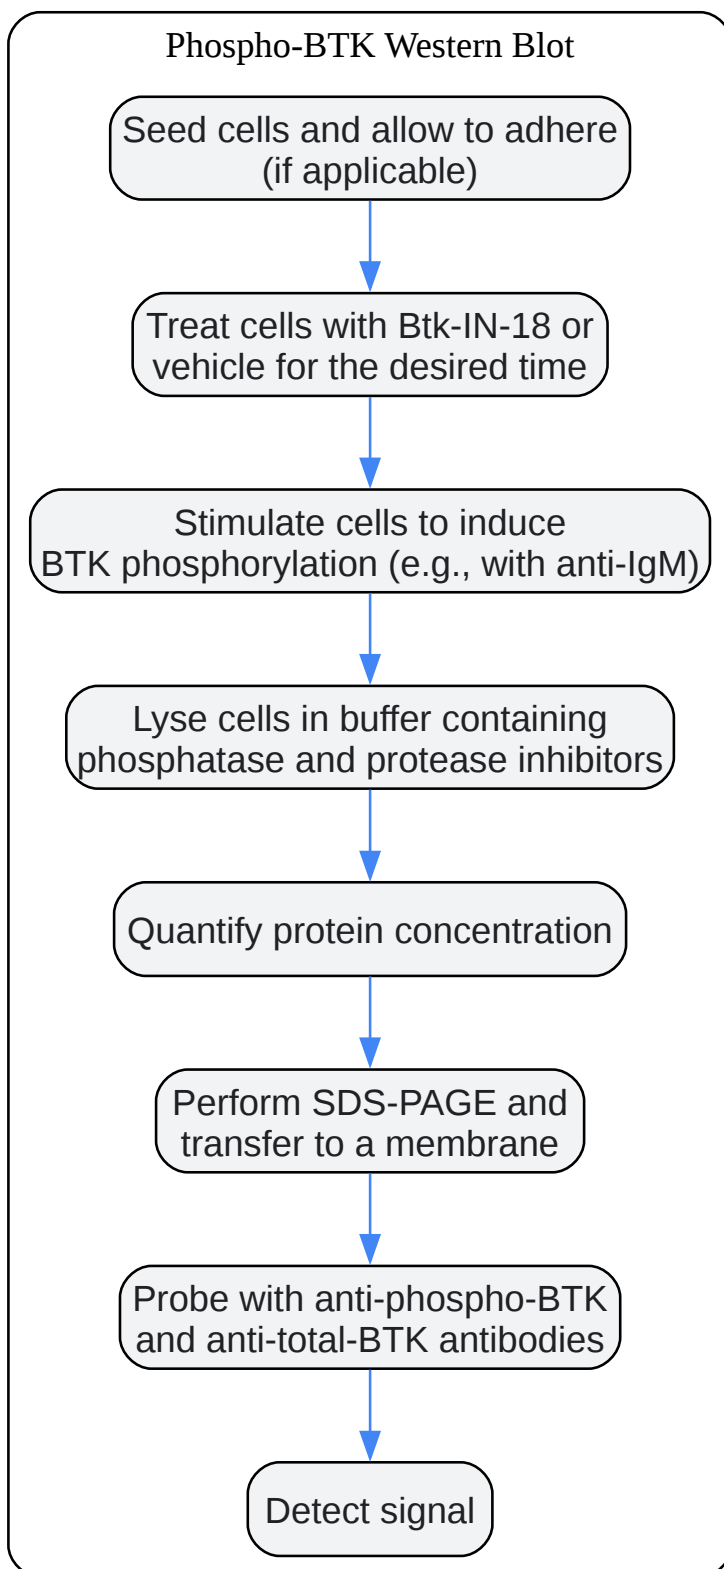 Phospho-BTK Western Blot
Seed cells and allow to adhere
(if applicable)
Treat cells with Btk-IN-18 or
vehicle for the desired time
Stimulate cells to induce
BTK phosphorylation (e.g., with anti-IgM)
Lyse cells in buffer containing
phosphatase and protease inhibitors
Quantify protein concentration
Perform SDS-PAGE and
transfer to a membrane
Probe with anti-phospho-BTK
and anti-total-BTK antibodies
Detect signal